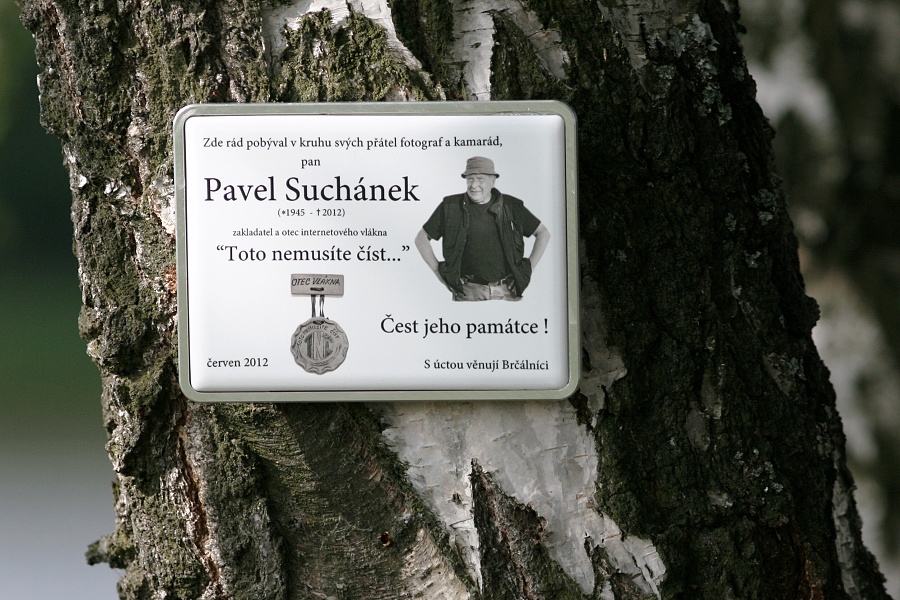 Zde rád pobýval v kruhu svých přátel fotograf a kamarád,
pan
Pavel Suchánek
(*1945 - †2012)
zakladatel a otec internetového vlákna
“Toto nemusíte číst...”
OTEC VLÁKNA
TNČ
Čest jeho památce !
červen 2012
S úctou věnují Brčálníci